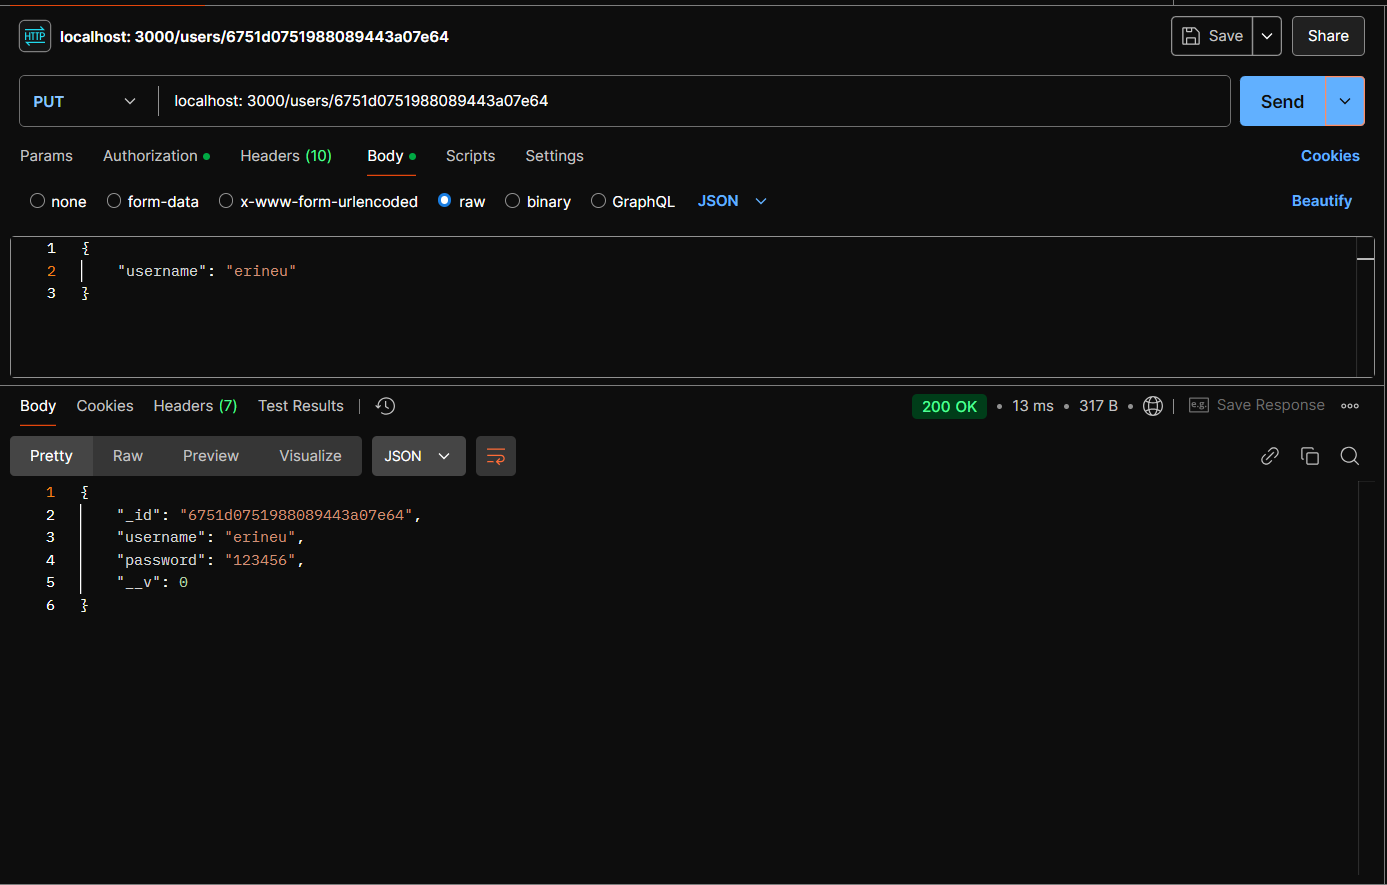 HTTP localhost: 3000/users/6751d0751988089443a07e64 Save Share
PUT localhost: 3000/users/6751d0751988089443a07e64 Send
Params Authorization Headers (10) Body Scripts Settings Cookies
none form-data x-www-form-urlencoded raw binary GraphQL JSON Beautify
1 {
2 "username": "erineu"
3 }
Body Cookies Headers (7) Test Results 200 OK • 13 ms • 317 B • e.g. Save Response
Pretty Raw Preview Visualize JSON
1 {
2 "_id": "6751d0751988089443a07e64",
3 "username": "erineu",
4 "password": "123456",
5 "__v": 0
6 }